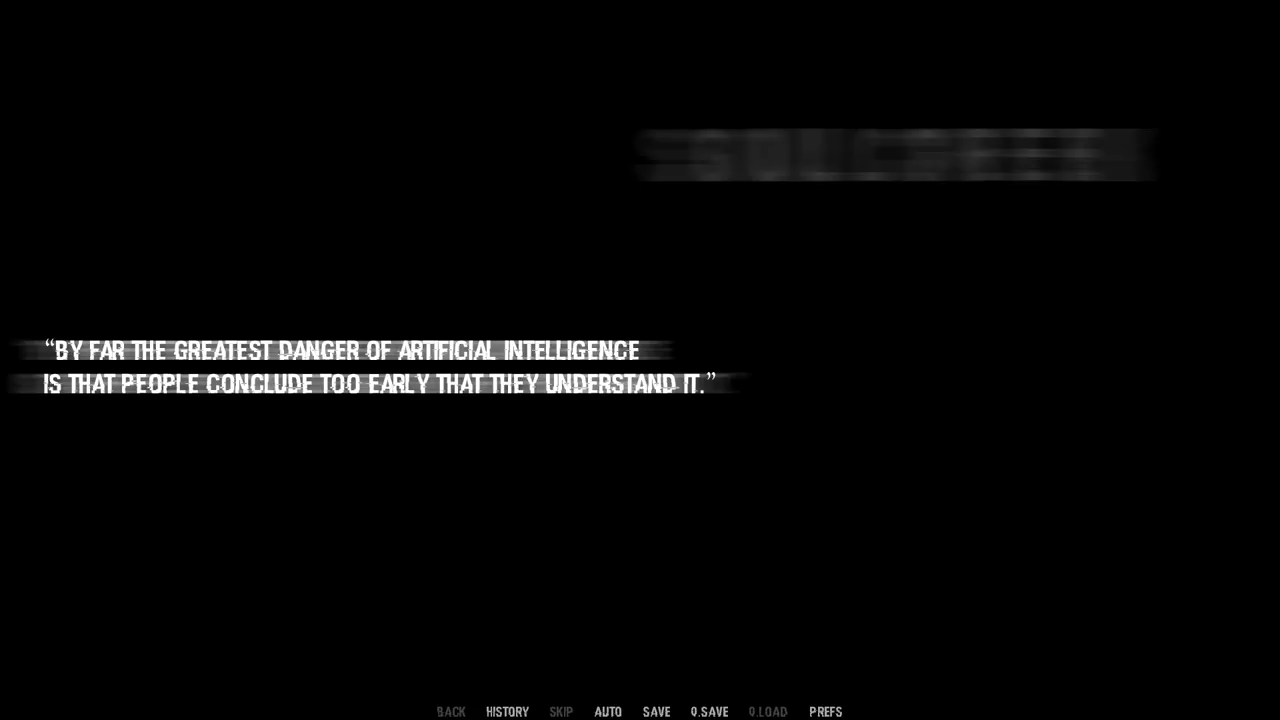 “BY FAR THE GREATEST DANGER OF ARTIFICIAL INTELLIGENCE
IS THAT PEOPLE CONCLUDE TOO EARLY THAT THEY UNDERSTAND IT.”
BACK HISTORY SKIP AUTO SAVE Q.SAVE Q.LOAD PREFS